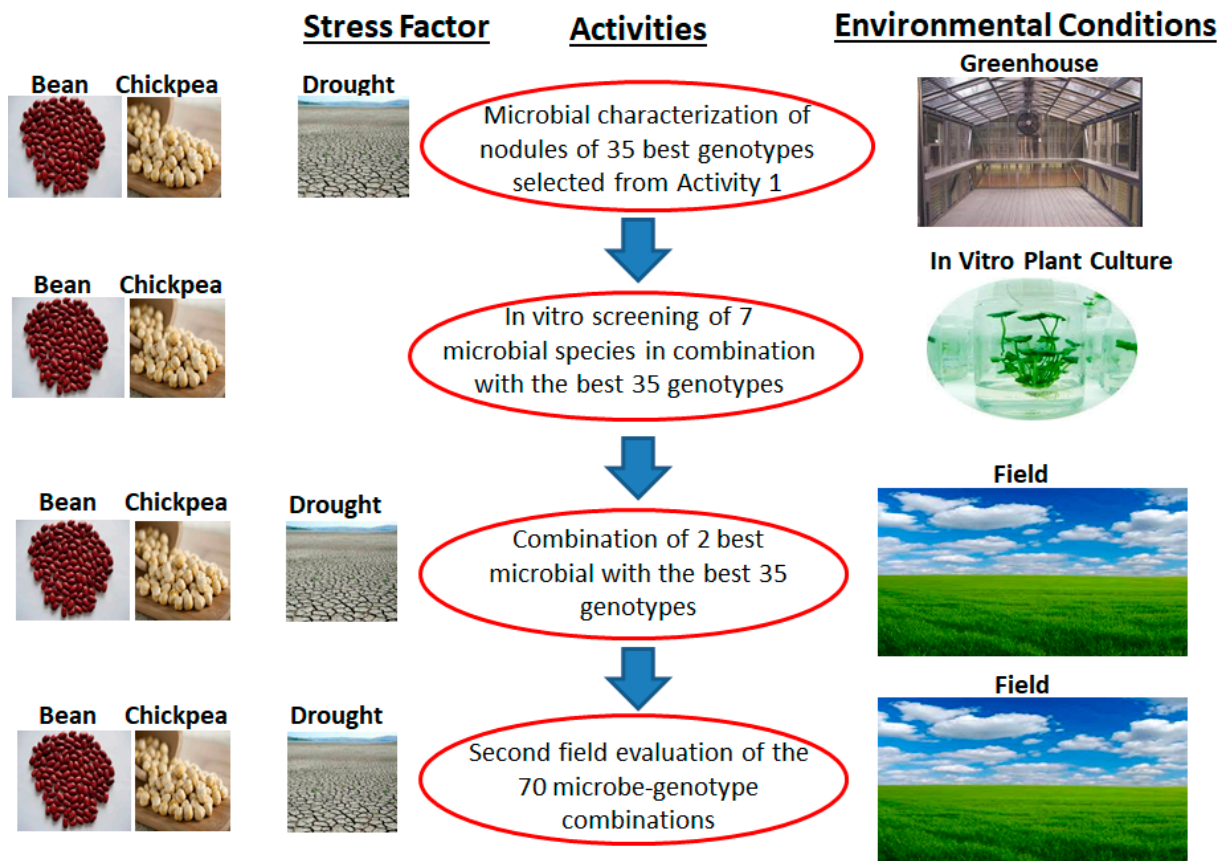 Stress Factor
Activities
Environmental Conditions
Bean
Chickpea
Drought
Microbial characterization of
nodules of 35 best genotypes
selected from Activity 1
Greenhouse
Bean
Chickpea
In vitro screening of 7
microbial species in combination
with the best 35 genotypes
In Vitro Plant Culture
Bean
Chickpea
Drought
Combination of 2 best
microbial with the best 35
genotypes
Field
Bean
Chickpea
Drought
Second field evaluation of the
70 microbe-genotype
combinations
Field